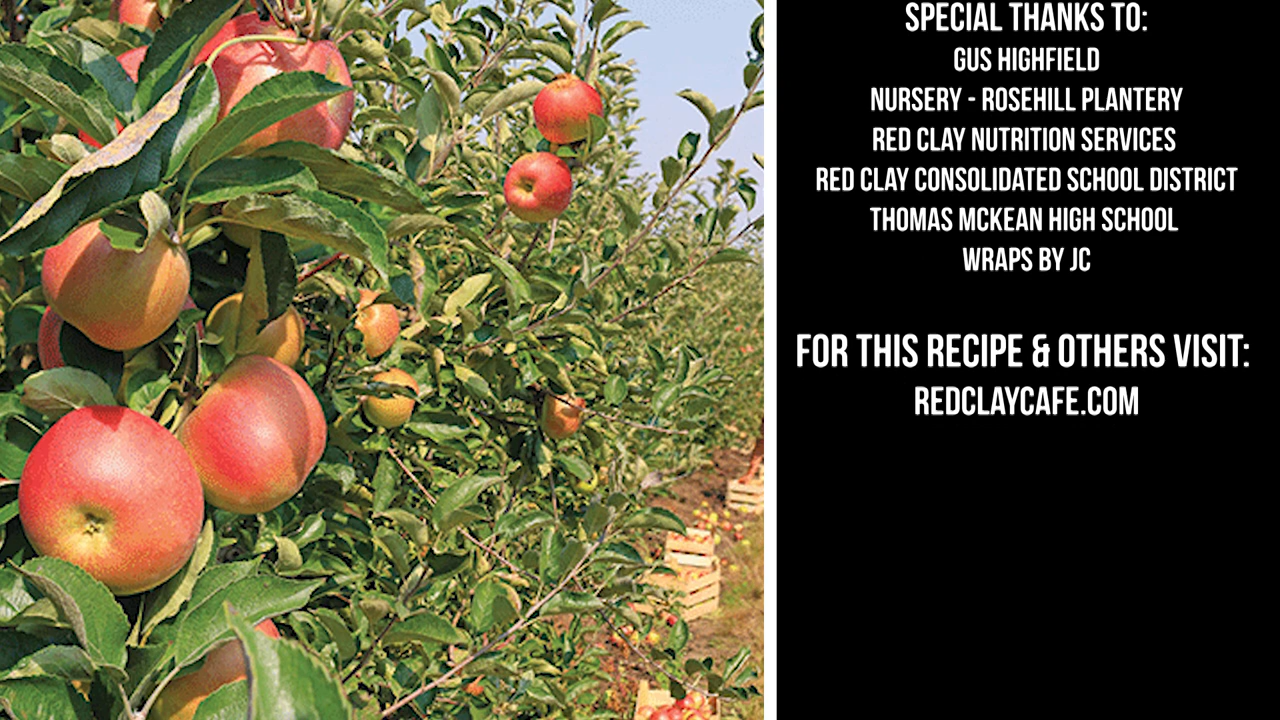 SPECIAL THANKS TO:
GUS HIGHFIELD
NURSERY - ROSEHILL PLANTERY
RED CLAY NUTRITION SERVICES
RED CLAY CONSOLIDATED SCHOOL DISTRICT
THOMAS MCKEAN HIGH SCHOOL
WRAPS BY JC
FOR THIS RECIPE & OTHERS VISIT:
REDCLAYCAFE.COM